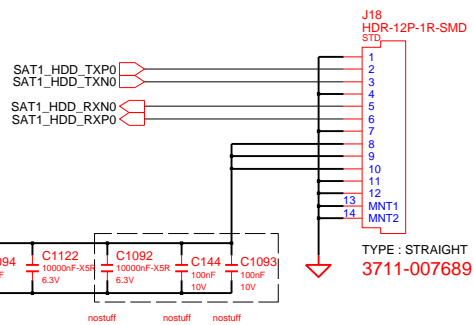 J18
HDR-12P-1R-SMD
STD
1
SAT1_HDD_TXP0 2
SAT1_HDD_TXN0 3
4
SAT1_HDD_RXN0 5
SAT1_HDD_RXP0 6
7
8
9
10
11
12
13 MNT1
14 MNT2
TYPE : STRAIGHT
3711-007689
C1122
10000nF-X5R
6.3V
C1092
10000nF-X5R
6.3V
C144
100nF
10V
C1093
100nF
10V
nostuff nostuff nostuff